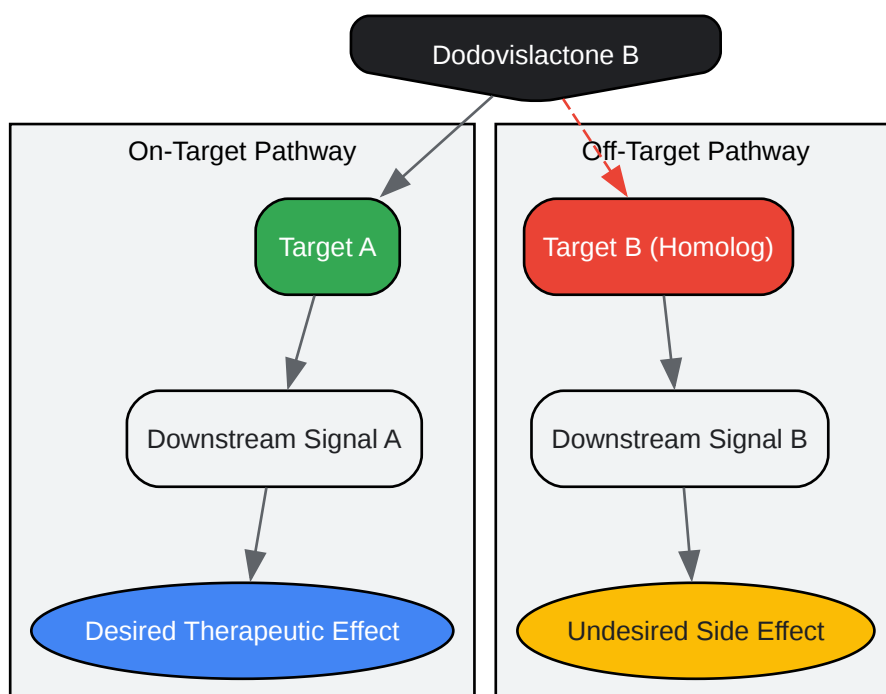 Dodovislactone B
On-Target Pathway
Off-Target Pathway
Target A
Target B (Homolog)
Downstream Signal A
Downstream Signal B
Desired Therapeutic Effect
Undesired Side Effect